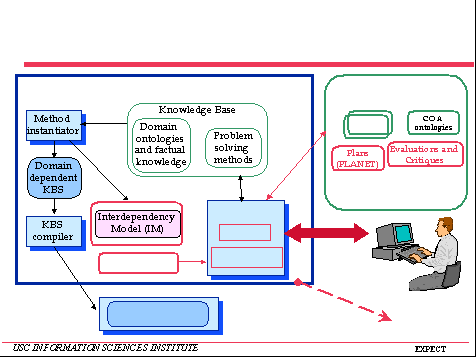 Knowledge Base
Method
instantiator
Domain
ontologies
and factual
knowledge
Problem
solving
methods
COA
ontologies
Plans
(PLANET)
Evaluations and
Critiques
Domain
dependent
KBS
KBS
compiler
Interdependency
Model (IM)
USC INFORMATION SCIENCES INSTITUTE
EXPECT